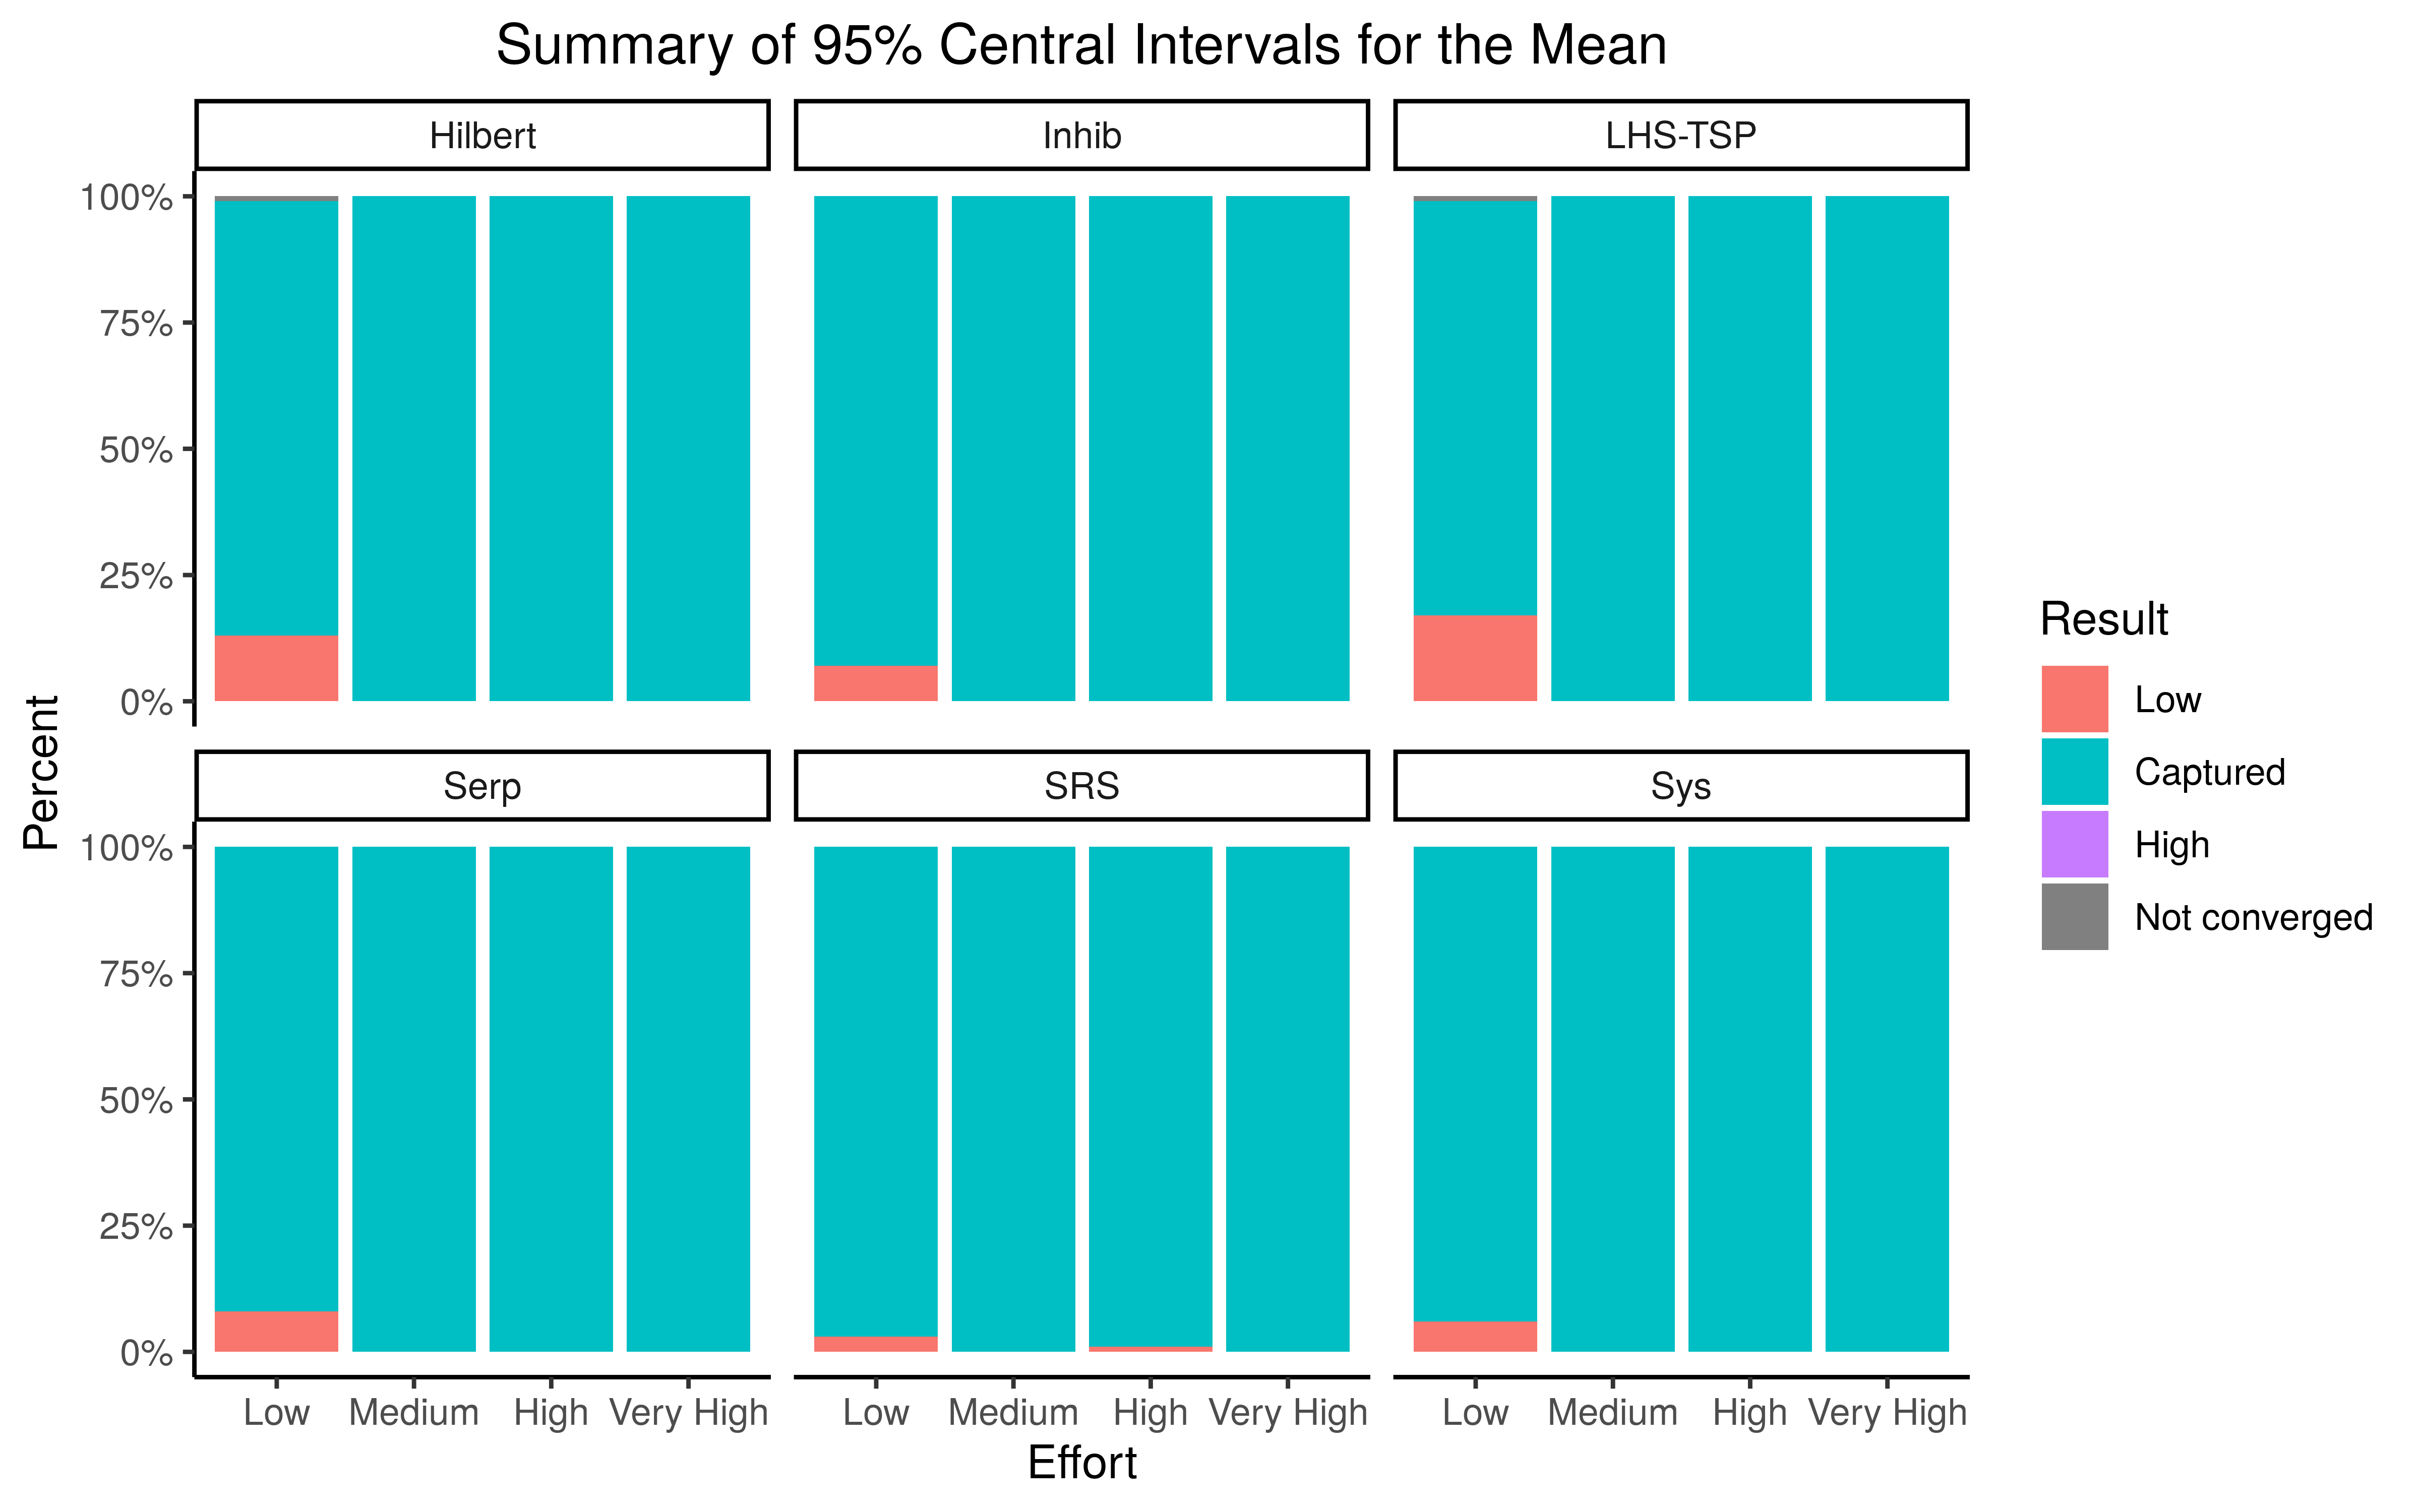 Summary of 95% Central Intervals for the Mean
Hilbert
Inhib
LHS-TSP
100%
75%
50%
25%
0%
Percent
Serp
SRS
Sys
100%
75%
50%
25%
0%
Low Medium High Very High
Low Medium High Very High
Low Medium High Very High
Effort
Result
Low
Captured
High
Not converged